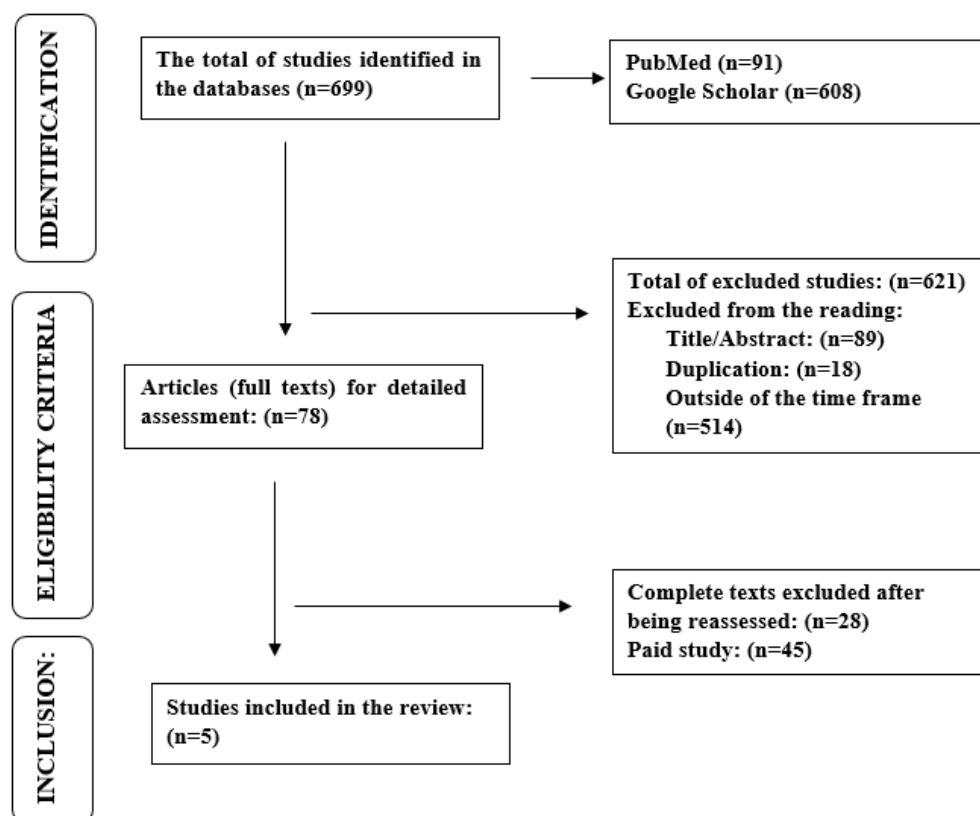 IDENTIFICATION
The total of studies identified in
the databases (n=699)
PubMed (n=91)
Google Scholar (n=608)
ELIGIBILITY CRITERIA
Total of excluded studies: (n=621)
Excluded from the reading:
Title/Abstract: (n=89)
Duplication: (n=18)
Outside of the time frame
(n=514)
Articles (full texts) for detailed
assessment: (n=78)
Complete texts excluded after
being reassessed: (n=28)
Paid study: (n=45)
INCLUSION:
Studies included in the review:
(n=5)